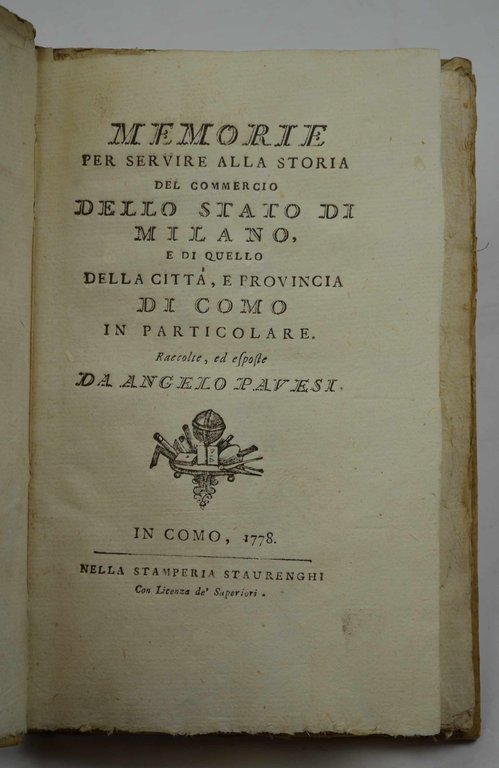 MEMORIE
PER SERVIRE ALLA STORIA
DEL COMMERCIO
DELLO STATO DI
MILANO,
E DI QUELLO
DELLA CITTÁ, E PROVINCIA
DI COMO
IN PARTICOLARE.
Raccolte, ed eſpoſte
DA ANGELO PAVESI.
IN COMO, 1778.
NELLA STAMPERIA STAURENGHI
Con Licenza de' Superiori.